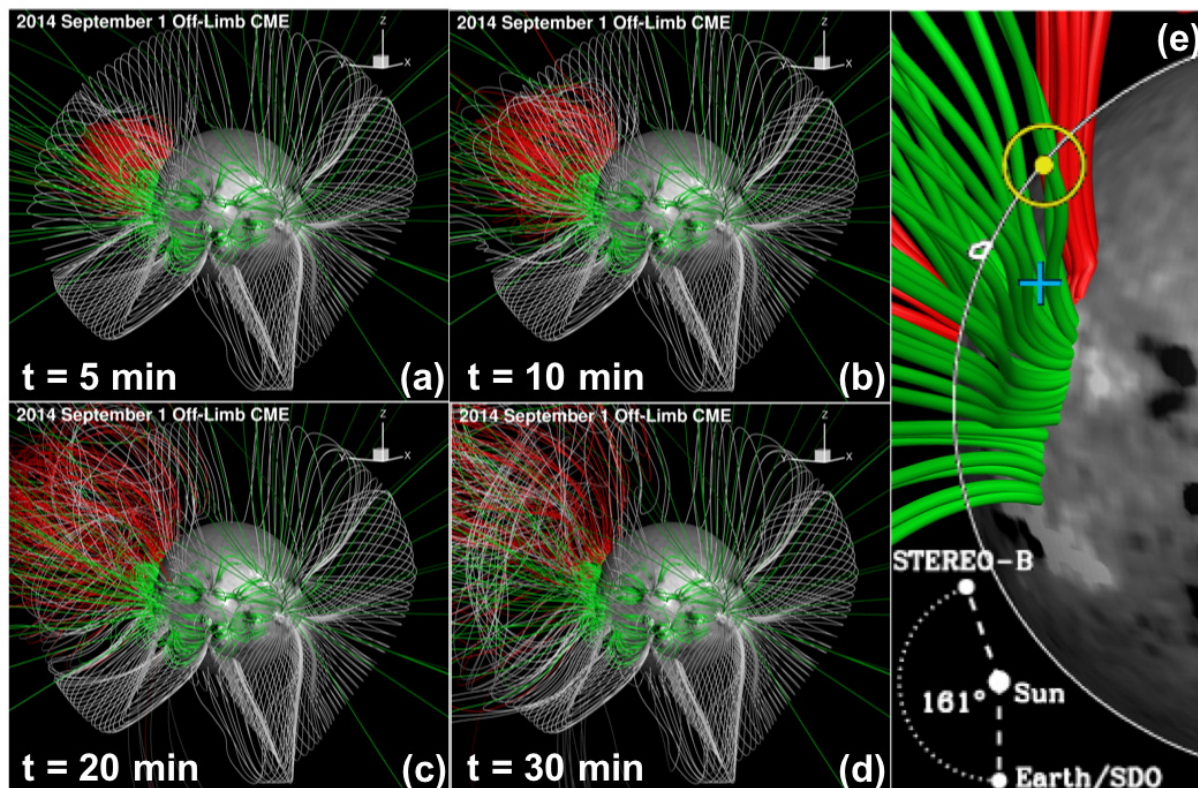 2014 September 1 Off-Limb CME
Z
X
t = 5 min
(a)
2014 September 1 Off-Limb CME
Z
X
t = 10 min
(b)
2014 September 1 Off-Limb CME
Z
X
t = 20 min
(c)
2014 September 1 Off-Limb CME
Z
X
t = 30 min
(d)
(e)
STEREO-B
161°
Sun
Earth/SDO